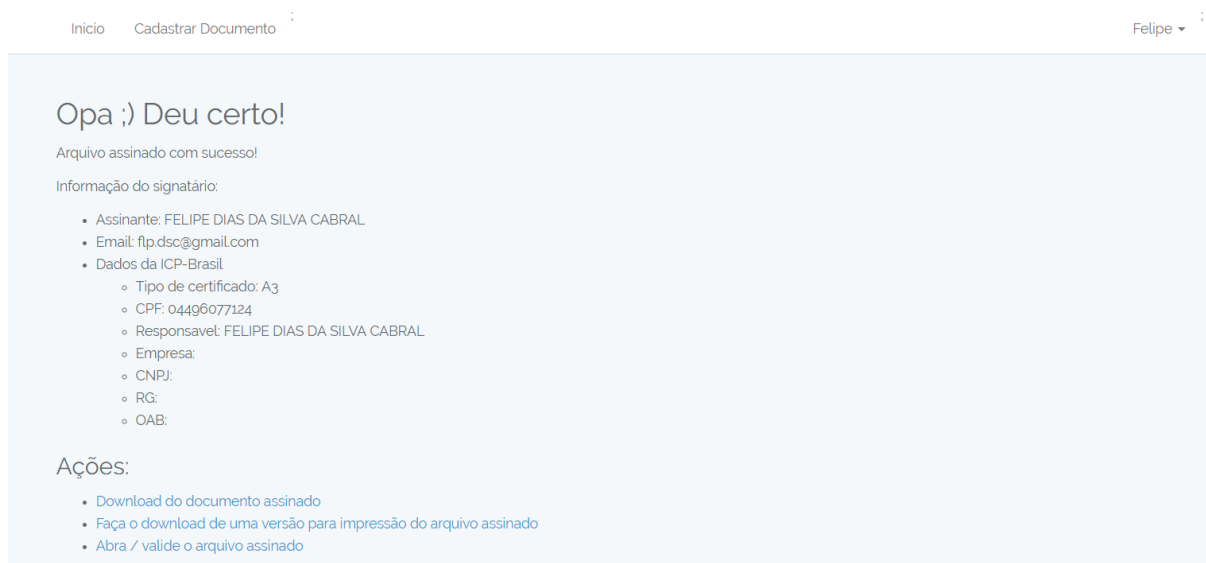 Início Cadastrar Documento ; Felipe ;
Opa ;) Deu certo!
Arquivo assinado com sucesso!
Informação do signatário:
Assinante: FELIPE DIAS DA SILVA CABRAL
Email: flp.dsc@gmail.com
Dados da ICP-Brasil
Tipo de certificado: A3
CPF: 04496077124
Responsavel: FELIPE DIAS DA SILVA CABRAL
Empresa:
CNPJ:
RG:
OAB:
Ações:
Download do documento assinado
Faça o download de uma versão para impressão do arquivo assinado
Abra / valide o arquivo assinado